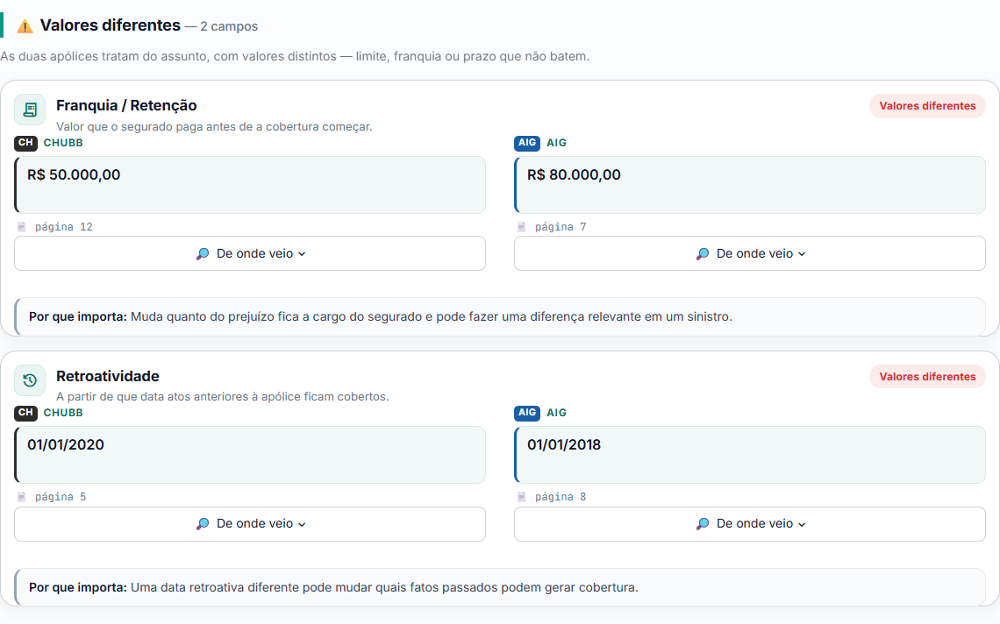 ⚠️ Valores diferentes — 2 campos
As duas apólices tratam do assunto, com valores distintos — limite, franquia ou prazo que não batem.
Franquia / Retenção
Valores diferentes
Valor que o segurado paga antes de a cobertura começar.
CH CHUBB
AIG AIG
R$ 50.000,00
R$ 80.000,00
página 12
página 7
De onde veio
De onde veio
Por que importa: Muda quanto do prejuízo fica a cargo do segurado e pode fazer uma diferença relevante em um sinistro.
Retroatividade
Valores diferentes
A partir de que data atos anteriores à apólice ficam cobertos.
CH CHUBB
AIG AIG
01/01/2020
01/01/2018
página 5
página 8
De onde veio
De onde veio
Por que importa: Uma data retroativa diferente pode mudar quais fatos passados podem gerar cobertura.